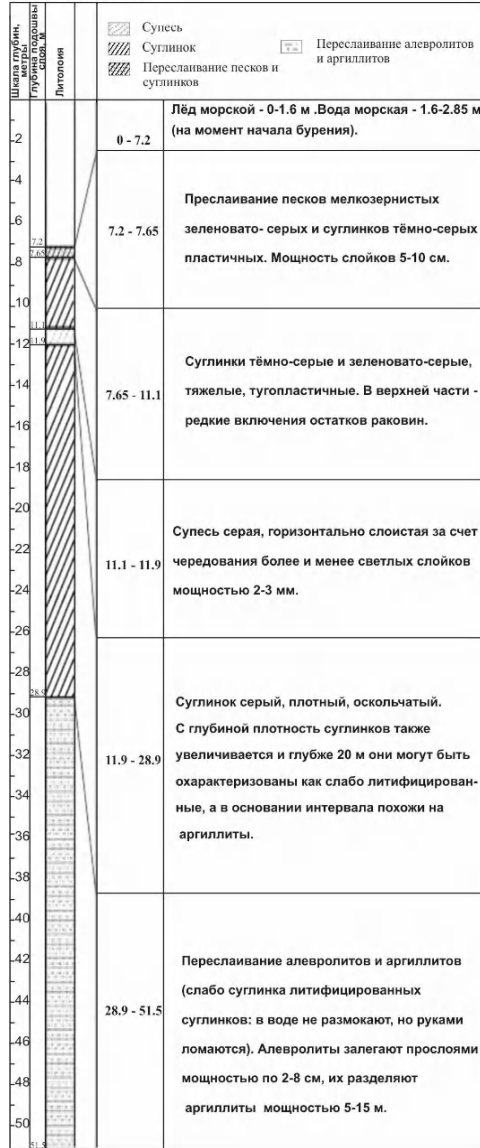 Шкала глубин, метры
Глубина подошвы слоя, м
Литология
Супесь
Суглинок
Переслаивание песков и
суглинков
Переслаивание алевролитов
и аргиллитов
2
4
6
8
10
12
14
16
18
20
22
24
26
28
30
32
34
36
38
40
42
44
46
48
50
7.2
7.65
11.1
11.9
28.9
51.5
0 - 7.2
Лёд морской - 0-1.6 м .Вода морская - 1.6-2.85 м
(на момент начала бурения).
7.2 - 7.65
Преслаивание песков мелкозернистых
зеленовато- серых и суглинков тёмно-серых
пластичных. Мощность слойков 5-10 см.
7.65 - 11.1
Суглинки тёмно-серые и зеленовато-серые,
тяжелые, тугопластичные. В верхней части -
редкие включения остатков раковин.
11.1 - 11.9
Супесь серая, горизонтально слоистая за счет
чередования более и менее светлых слойков
мощностью 2-3 мм.
11.9 - 28.9
Суглинок серый, плотный, оскольчатый.
С глубиной плотность суглинков также
увеличивается и глубже 20 м они могут быть
охарактеризованы как слабо литифицирован-
ные, а в основании интервала похожи на
аргиллиты.
28.9 - 51.5
Переслаивание алевролитов и аргиллитов
(слабо суглинка литифицированных
суглинков: в воде не размокают, но руками
ломаются). Алевролиты залегают прослоями
мощностью по 2-8 см, их разделяют
аргиллиты мощностью 5-15 м.